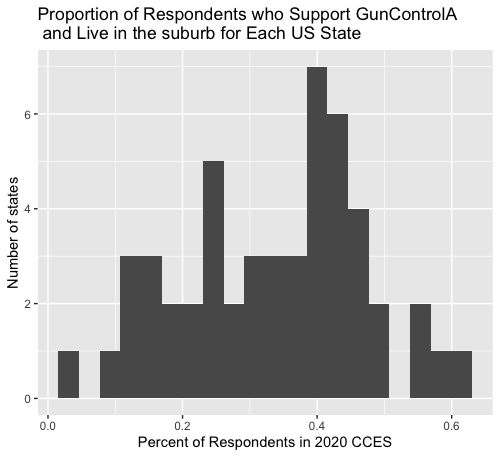 Proportion of Respondents who Support GunControlA
and Live in the suburb for Each US State
6
4
2
0
Number of states
0.0 0.2 0.4 0.6
Percent of Respondents in 2020 CCES